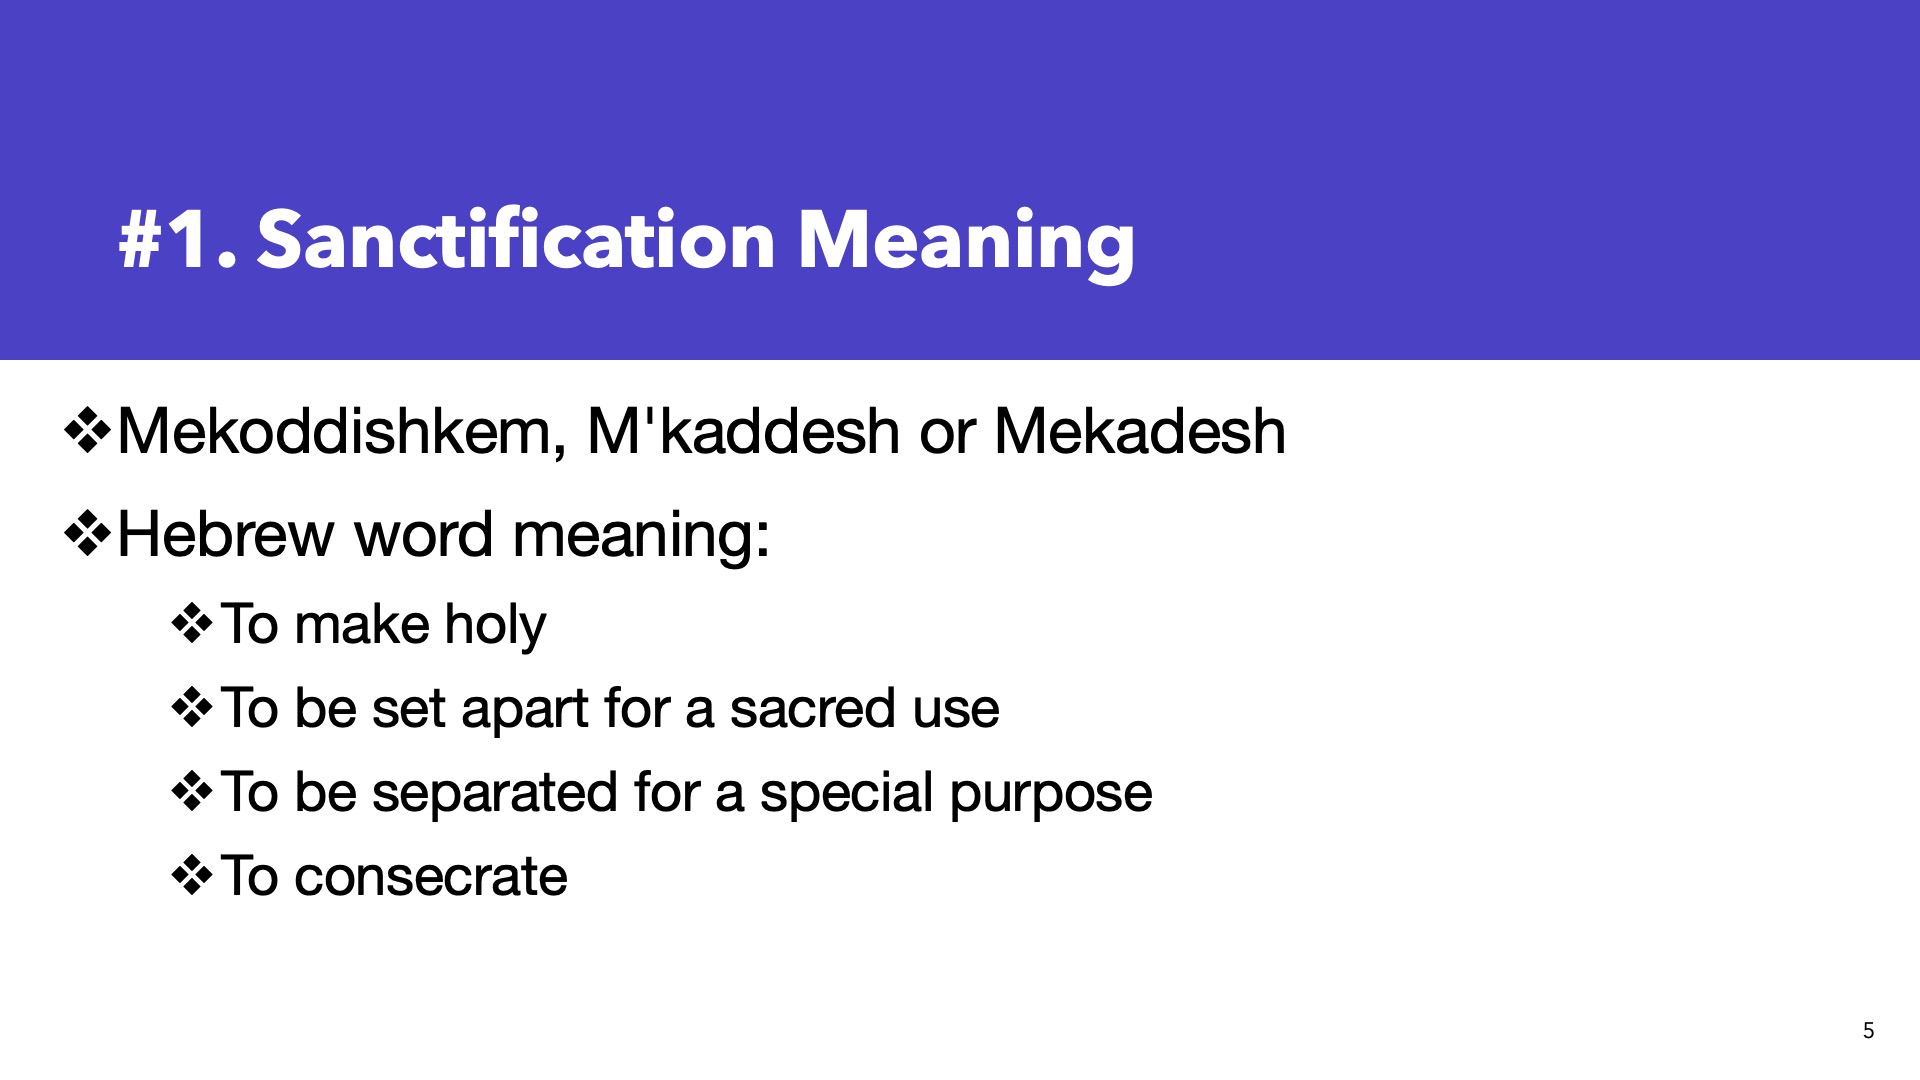 #1. Sanctification Meaning
❖Mekoddishkem, M'kaddesh or Mekadesh
❖Hebrew word meaning:
❖To make holy
❖To be set apart for a sacred use
❖To be separated for a special purpose
❖To consecrate
5